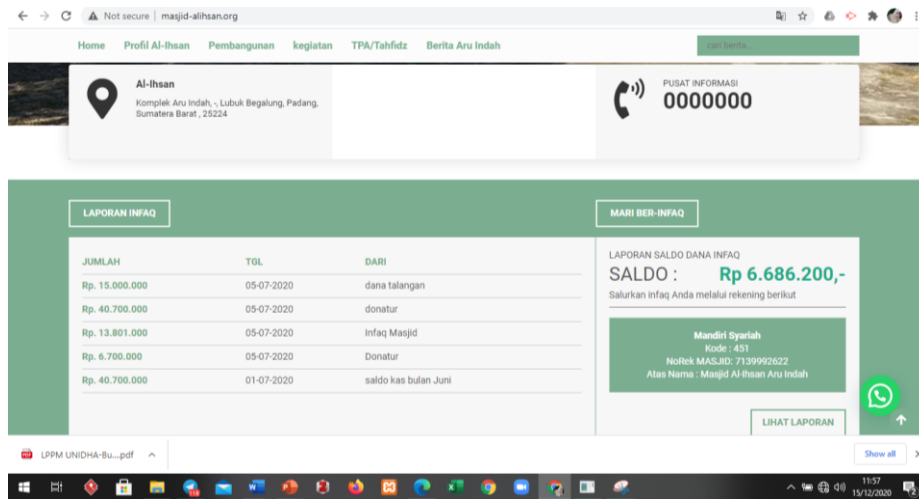 Not secure | masjid-alihsan.org
Home Profil Al-Ihsan Pembangunan kegiatan TPA/Tahfidz Berita Aru Indah cari berita...
Al-Ihsan
Komplek Aru Indah, -, Lubuk Begalung, Padang,
Sumatera Barat , 25224
PUSAT INFORMASI
0000000
LAPORAN INFAQ
JUMLAH TGL DARI
Rp. 15.000.000 05-07-2020 dana talangan
Rp. 40.700.000 05-07-2020 donatur
Rp. 13.801.000 05-07-2020 Infaq Masjid
Rp. 6.700.000 05-07-2020 Donatur
Rp. 40.700.000 01-07-2020 saldo kas bulan Juni
MARI BER-INFAQ
LAPORAN SALDO DANA INFAQ
SALDO : Rp 6.686.200,-
Salurkan infaq Anda melalui rekening berikut
Mandiri Syariah
Kode : 451
NoRek MASJID: 7139992622
Atas Nama : Masjid Al-Ihsan Aru Indah
LIHAT LAPORAN
LPPM UNIDHA-Bu....pdf
Show all
11:57
15/12/2020